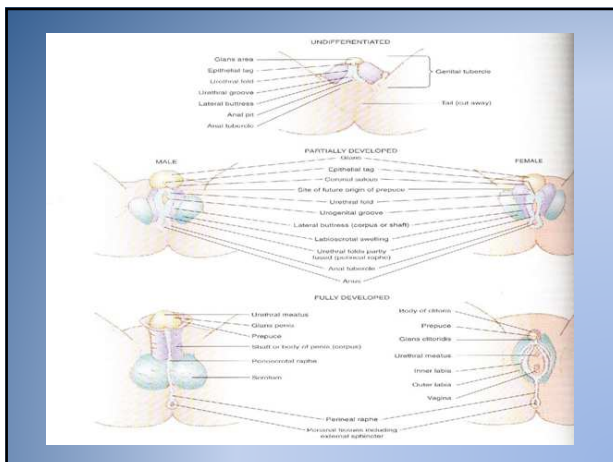 UNDIFFERENTIATED
Glans area
Epithelial tag
Urethral fold
Urethral groove
Lateral buttress
Anal pit
Anal tubercle
Genital tubercle
Tail (cut away)
PARTIALLY DEVELOPED
MALE
FEMALE
Glans
Epithelial tag
Coronal sulcus
Site of future origin of prepuce
Urethral fold
Urogenital groove
Lateral buttress (corpus or shaft)
Labioscrotal swelling
Urethral folds partly
fused (perineal raphe)
Anal tubercle
Anus
FULLY DEVELOPED
Urethral meatus
Glans penis
Prepuce
Shaft or body of penis (corpus)
Penoscrotal raphe
Scrotum
Body of clitoris
Prepuce
Glans clitoridis
Urethral meatus
Inner labia
Outer labia
Vagina
Perineal raphe
Perianal tissues including
external sphincter